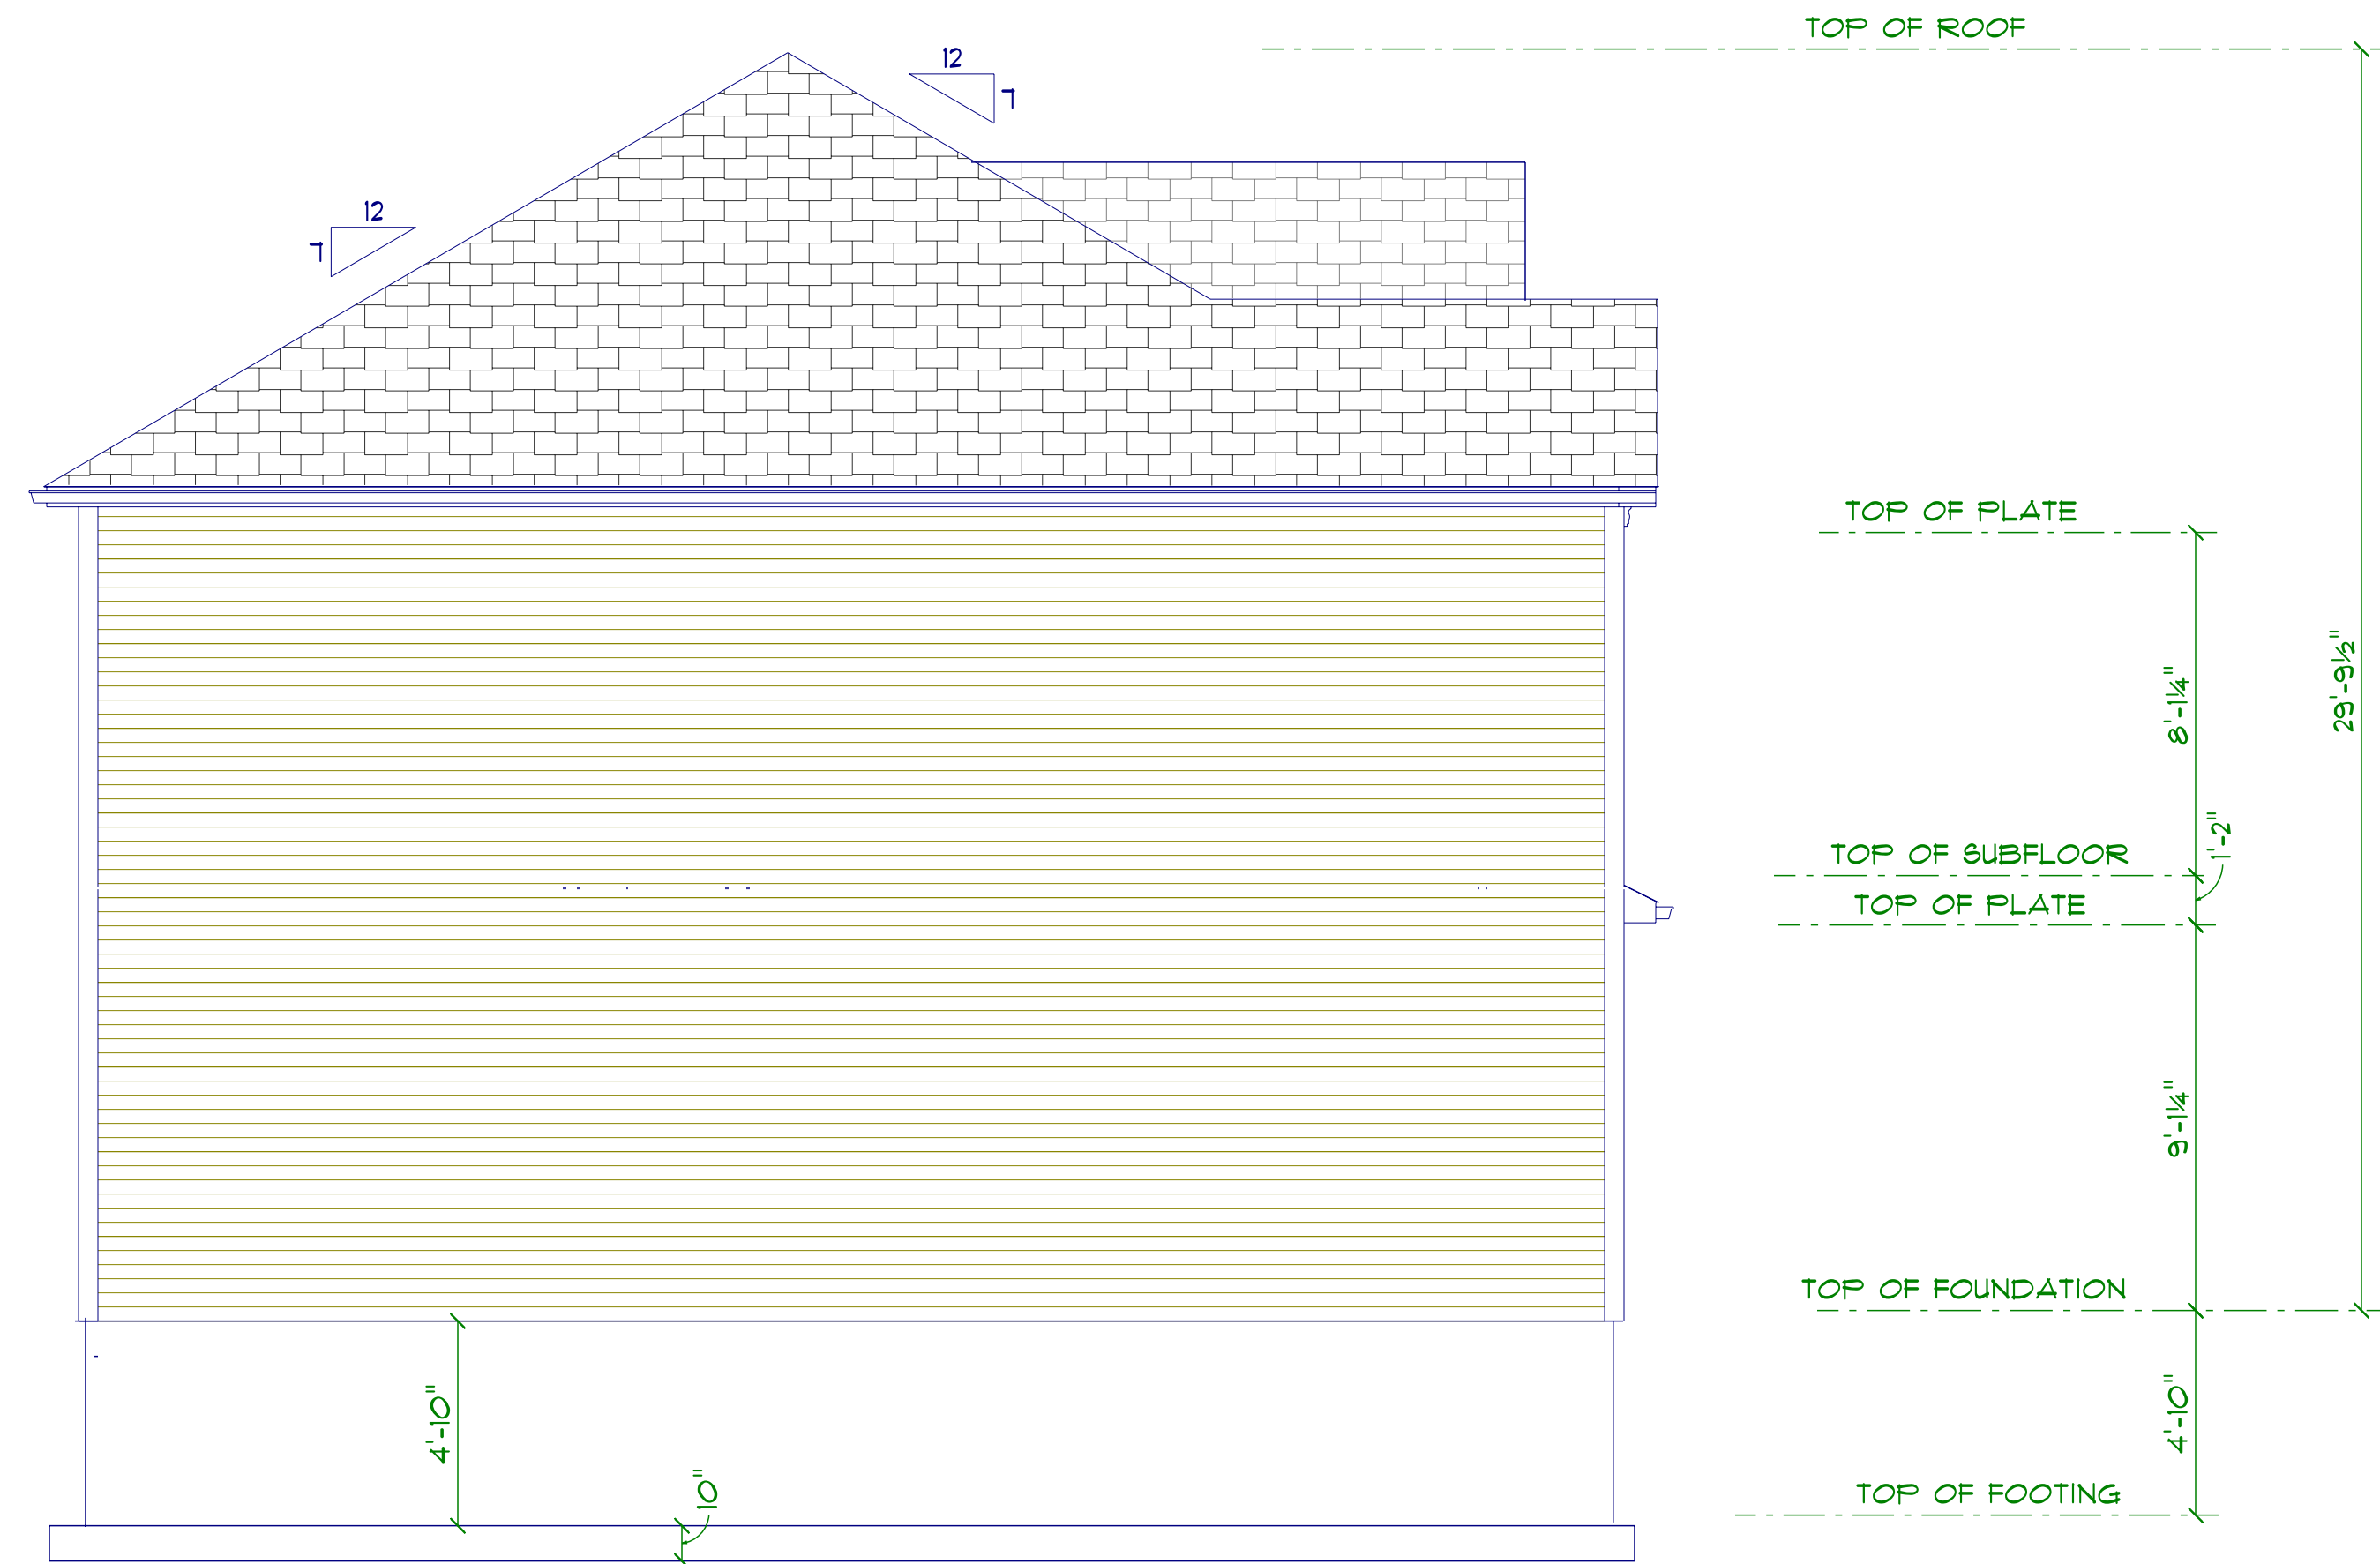 TOP OF ROOF
12
7
12
7
TOP OF PLATE
29'-9½"
8'-1¼"
1'-2"
TOP OF SUBFLOOR
TOP OF PLATE
9'-1¼"
TOP OF FOUNDATION
4'-10"
4'-10"
10"
TOP OF FOOTING